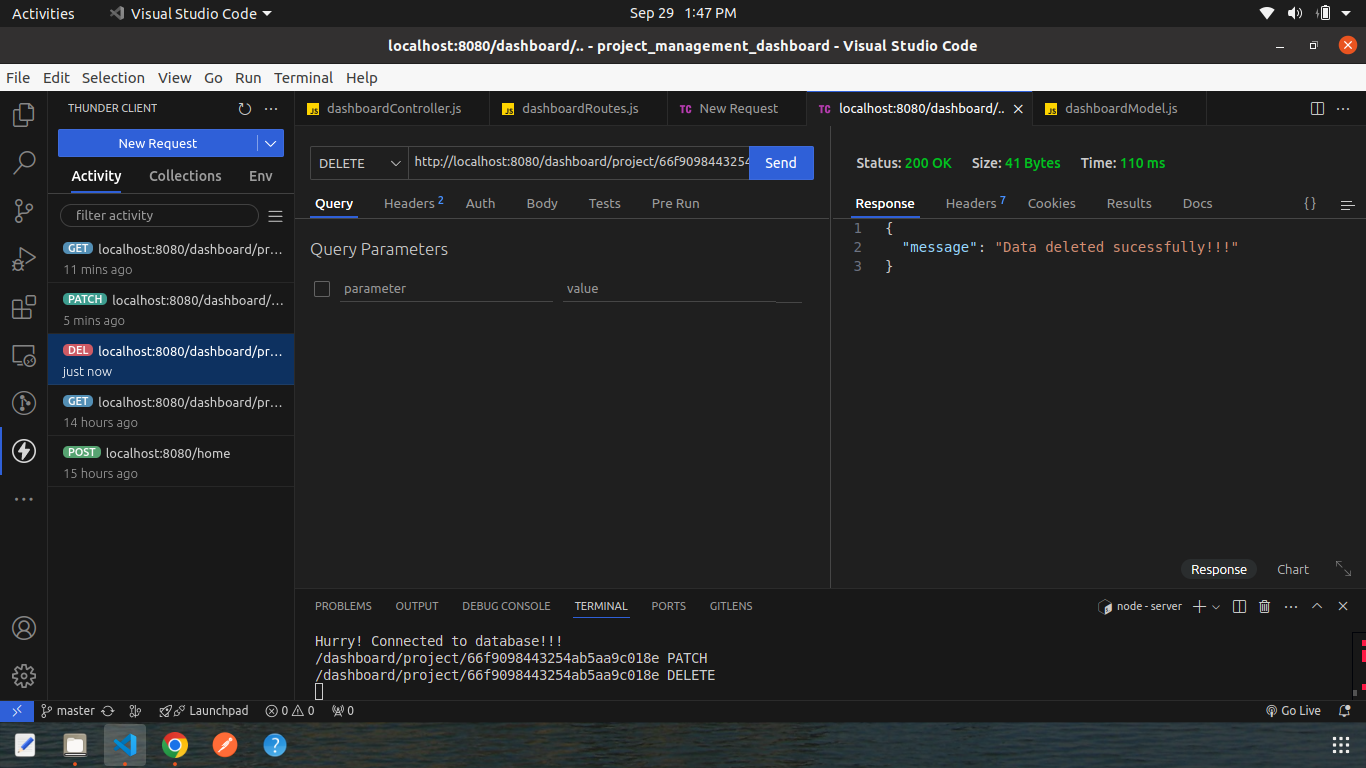 Activities Visual Studio Code Sep 29 1:47 PM
localhost:8080/dashboard/.. - project_management_dashboard - Visual Studio Code
File Edit Selection View Go Run Terminal Help
THUNDER CLIENT
New Request
Activity Collections Env
filter activity
GET localhost:8080/dashboard/pr...
11 mins ago
PATCH localhost:8080/dashboard/...
5 mins ago
DEL localhost:8080/dashboard/pr...
just now
GET localhost:8080/dashboard/pr...
14 hours ago
POST localhost:8080/home
15 hours ago
JS dashboardController.js JS dashboardRoutes.js TC New Request TC localhost:8080/dashboard/.. JS dashboardModel.js
DELETE http://localhost:8080/dashboard/project/66f9098443254 Send
Query Headers 2 Auth Body Tests Pre Run
Query Parameters
parameter value
Status: 200 OK Size: 41 Bytes Time: 110 ms
Response Headers 7 Cookies Results Docs { }
1 {
2 "message": "Data deleted sucessfully!!!"
3 }
Response Chart
PROBLEMS OUTPUT DEBUG CONSOLE TERMINAL PORTS GITLENS node - server
Hurry! Connected to database!!!
/dashboard/project/66f9098443254ab5aa9c018e PATCH
/dashboard/project/66f9098443254ab5aa9c018e DELETE
master Launchpad 0 0 0 Go Live
?